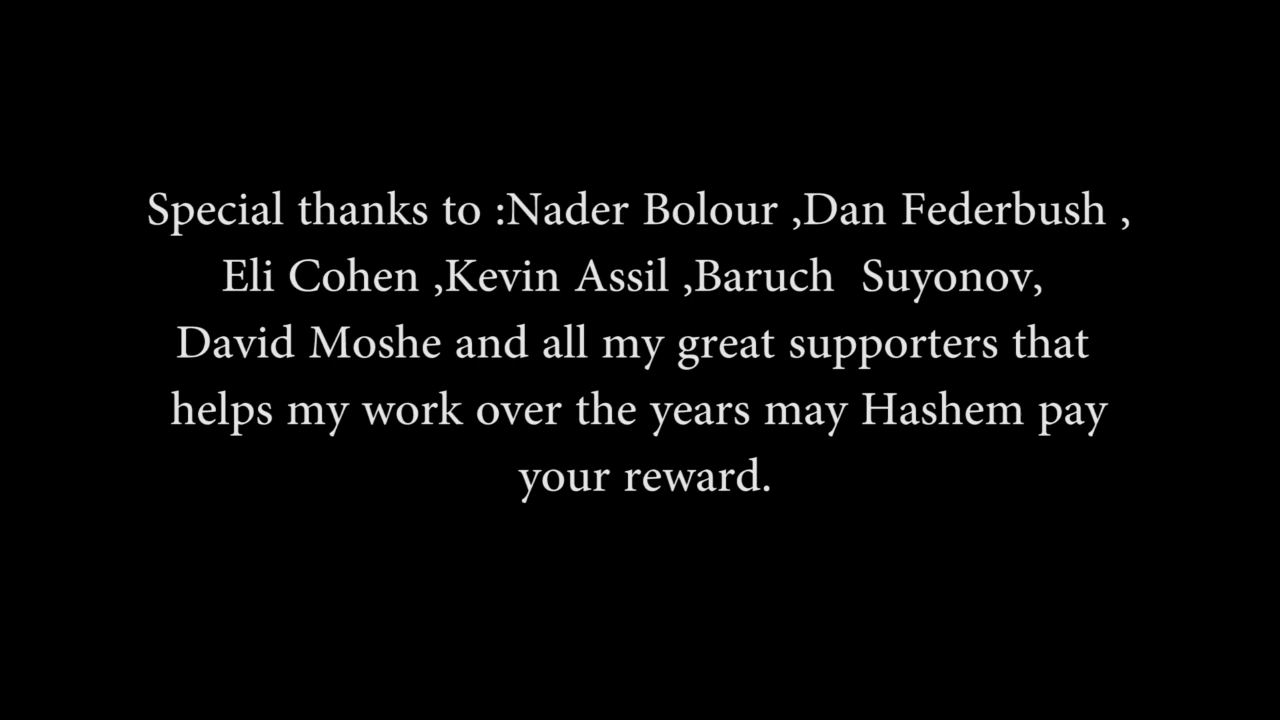 Special thanks to :Nader Bolour ,Dan Federbush ,
Eli Cohen ,Kevin Assil ,Baruch  Suyonov,
David Moshe and all my great supporters that
helps my work over the years may Hashem pay
your reward.